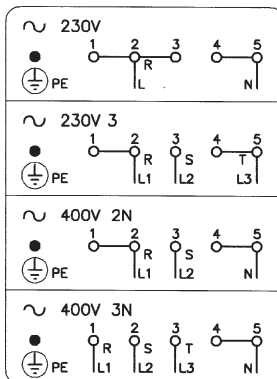 ∿ 230V
1 2 3 4 5
R
PE L N
∿ 230V 3
1 2 3 4 5
R S T
PE L1 L2 L3
∿ 400V 2N
1 2 3 4 5
R S
PE L1 L2 N
∿ 400V 3N
1 2 3 4 5
R S T
PE L1 L2 L3 N